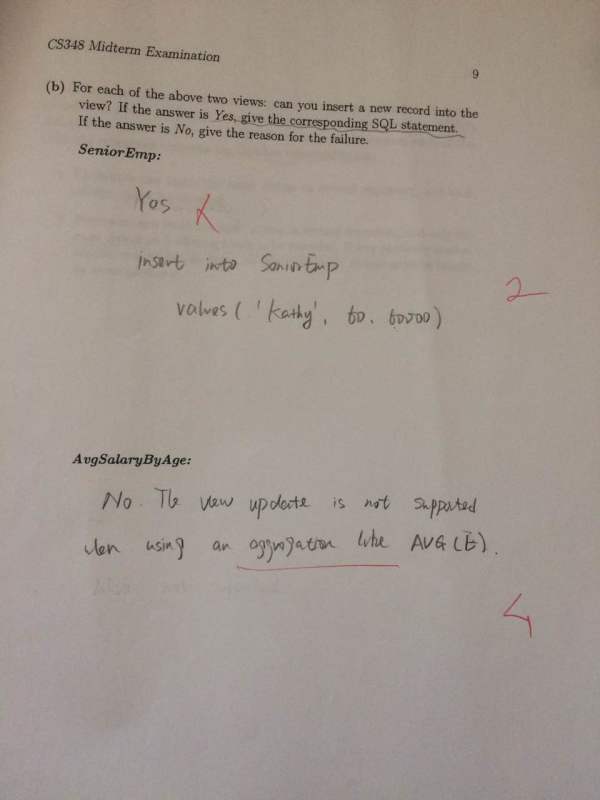 CS348 Midterm Examination
9
(b) For each of the above two views: can you insert a new record into the
view? If the answer is Yes, give the corresponding SQL statement.
If the answer is No, give the reason for the failure.
SeniorEmp:
Yes
insert into SeniorEmp
values ( 'Kathy', 60, 60000)
2
AvgSalaryByAge:
No. The view update is not supported
when using an aggregation like AVG(E).
4